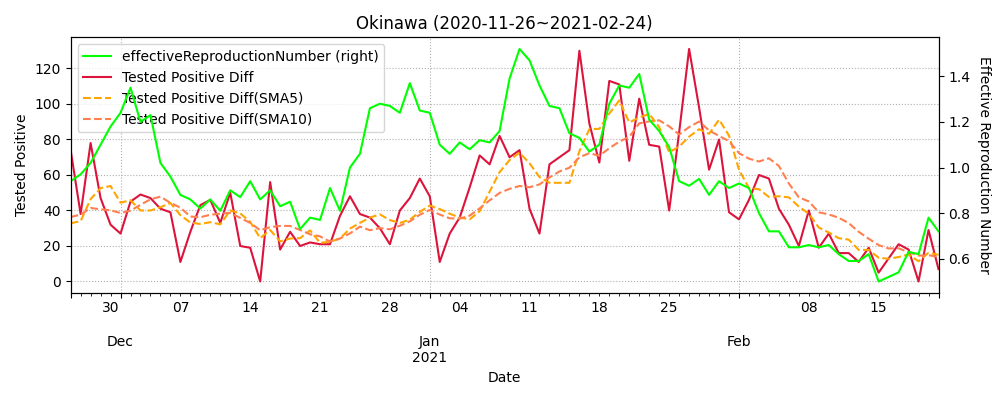 Okinawa (2020-11-26~2021-02-24)
effectiveReproductionNumber (right)
Tested Positive Diff
Tested Positive Diff(SMA5)
Tested Positive Diff(SMA10)
Tested Positive
120
100
80
60
40
20
0
1.4
1.2
1.0
0.8
0.6
Effective Reproduction Number
30 07 14 21 28 04 11 18 25 08 15
Dec Jan Feb
2021
Date